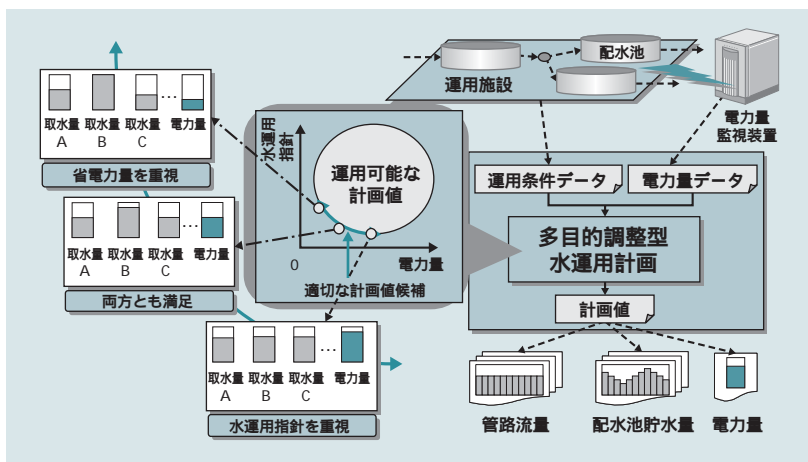 取水量 取水量 取水量 … 電力量
A B C
省電力量を重視
取水量 取水量 取水量 … 電力量
A B C
両方とも満足
取水量 取水量 取水量 … 電力量
A B C
水運用指針を重視
水運用
指針
運用可能な
計画値
0
電力量
適切な計画値候補
配水池
運用施設
電力量
監視装置
運用条件データ
電力量データ
多目的調整型
水運用計画
計画値
管路流量
配水池貯水量
電力量